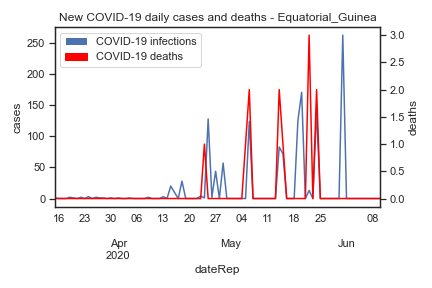 New COVID-19 daily cases and deaths - Equatorial_Guinea
COVID-19 infections
COVID-19 deaths
cases
250
200
150
100
50
0
deaths
3.0
2.5
2.0
1.5
1.0
0.5
0.0
16 23 30 06 13 20 27 04 11 18 25 08
Apr May Jun
2020
dateRep